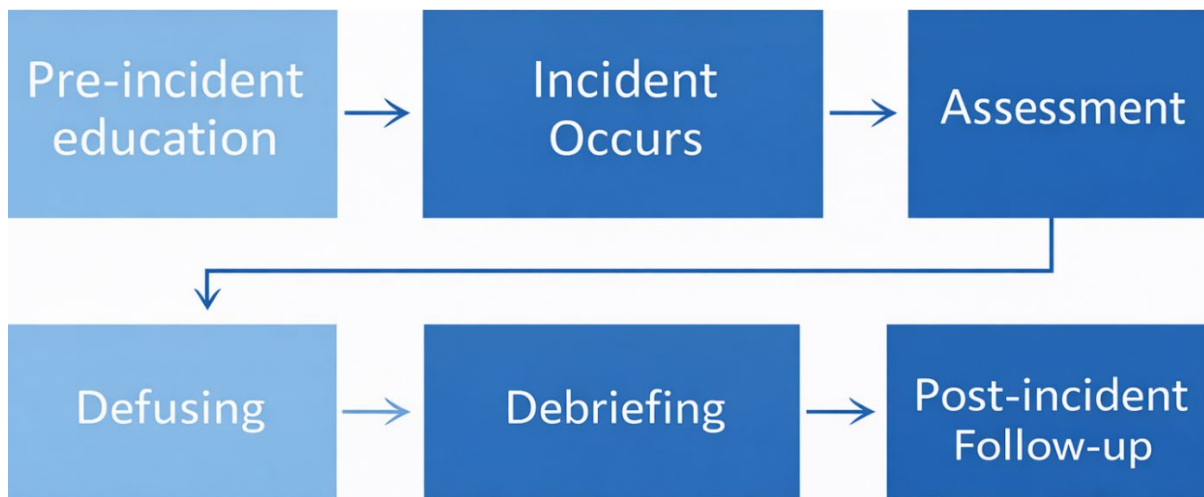 Pre-incident
education
Incident
Occurs
Assessment
Defusing
Debriefing
Post-incident
Follow-up